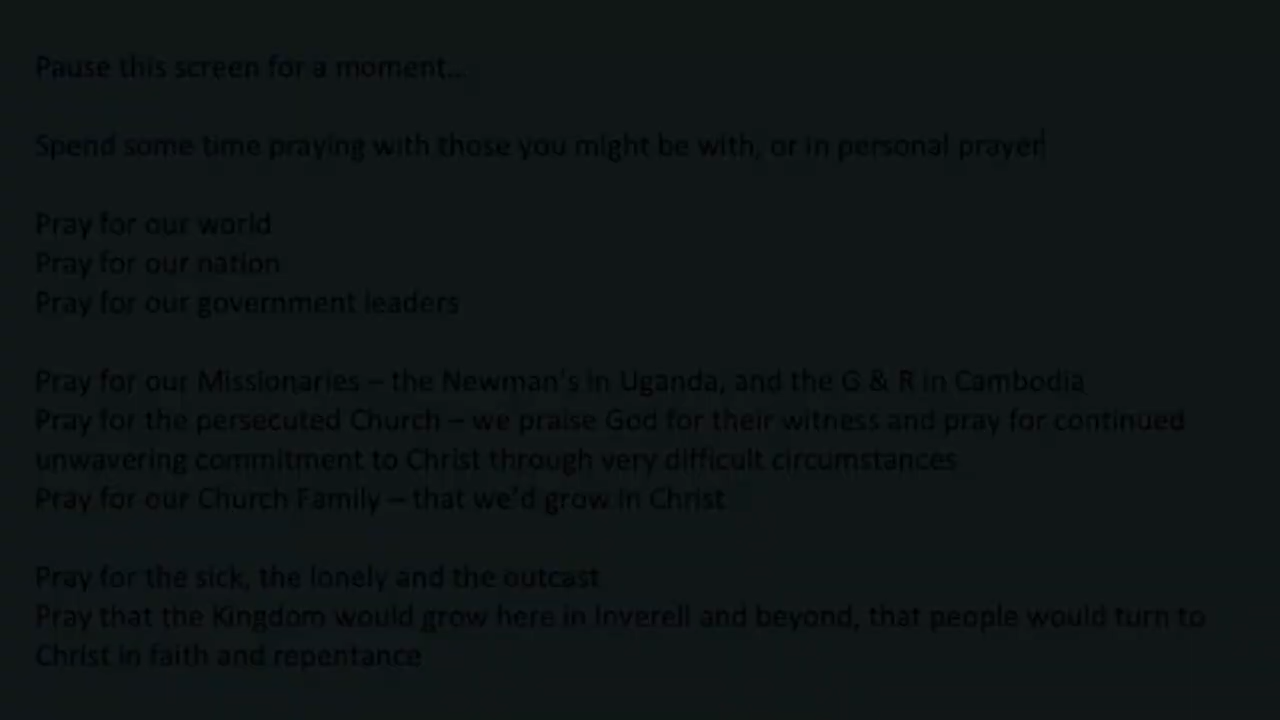 Pause this screen for a moment...
Spend some time praying with those you might be with, or in personal prayer
Pray for our world
Pray for our nation
Pray for our government leaders
Pray for our Missionaries – the Newman's in Uganda, and the G & R in Cambodia
Pray for the persecuted Church – we praise God for their witness and pray for continued
unwavering commitment to Christ through very difficult circumstances
Pray for our Church Family – that we'd grow in Christ
Pray for the sick, the lonely and the outcast
Pray that the Kingdom would grow here in Inverell and beyond, that people would turn to
Christ in faith and repentance